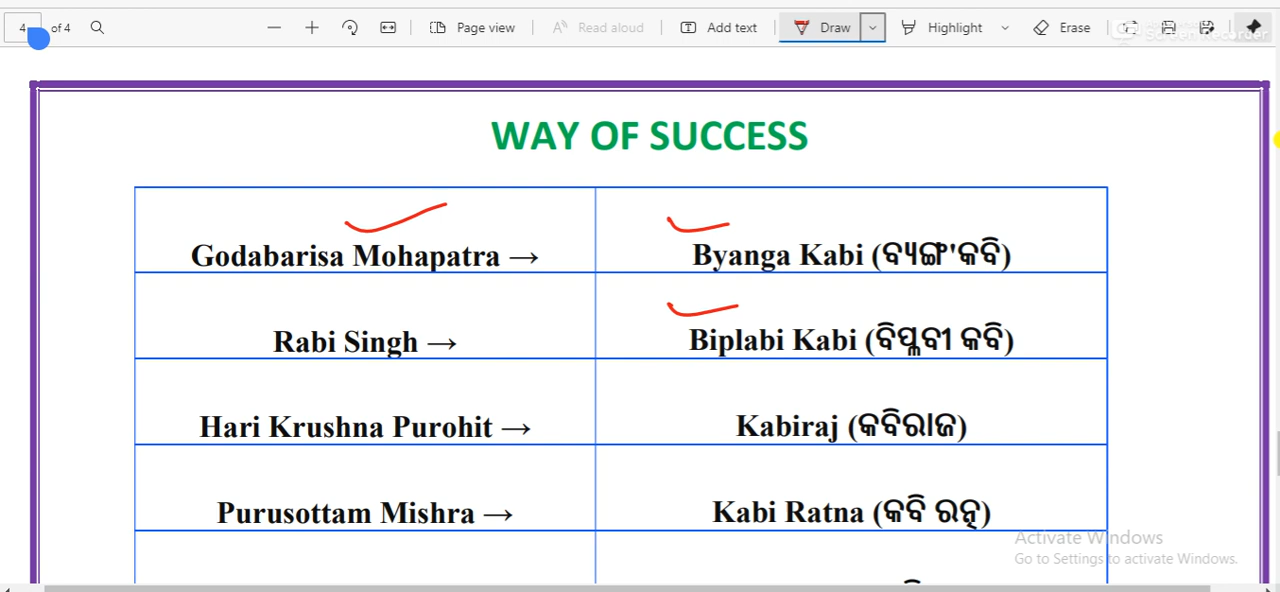 4 of 4 Page view Read aloud Add text Draw Highlight Erase
Screen Recorder
WAY OF SUCCESS
Godabarisa Mohapatra → Byanga Kabi (ବ୍ୟଙ୍ଗ'କବି)
Rabi Singh → Biplabi Kabi (ବିପ୍ଳବୀ କବି)
Hari Krushna Purohit → Kabiraj (କବିରାଜ)
Purusottam Mishra → Kabi Ratna (କବି ରତ୍ନ)
Activate Windows
Go to Settings to activate Windows.